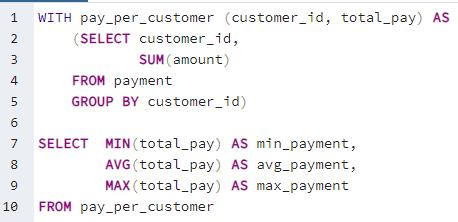 1 WITH pay_per_customer (customer_id, total_pay) AS
2 (SELECT customer_id,
3 SUM(amount)
4 FROM payment
5 GROUP BY customer_id)
6
7 SELECT MIN(total_pay) AS min_payment,
8 AVG(total_pay) AS avg_payment,
9 MAX(total_pay) AS max_payment
10 FROM pay_per_customer